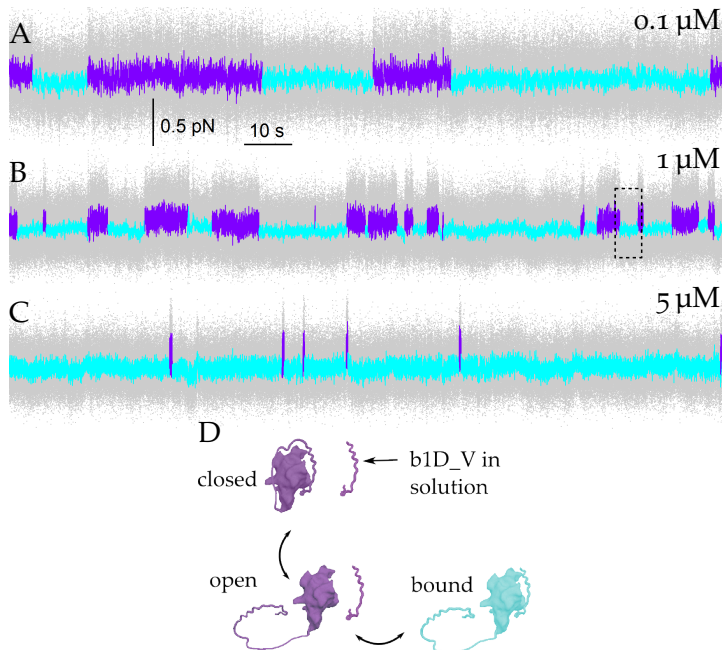 A
0.1 µM
0.5 pN
10 s
B
1 µM
C
5 µM
D
closed
b1D_V in
solution
open
bound